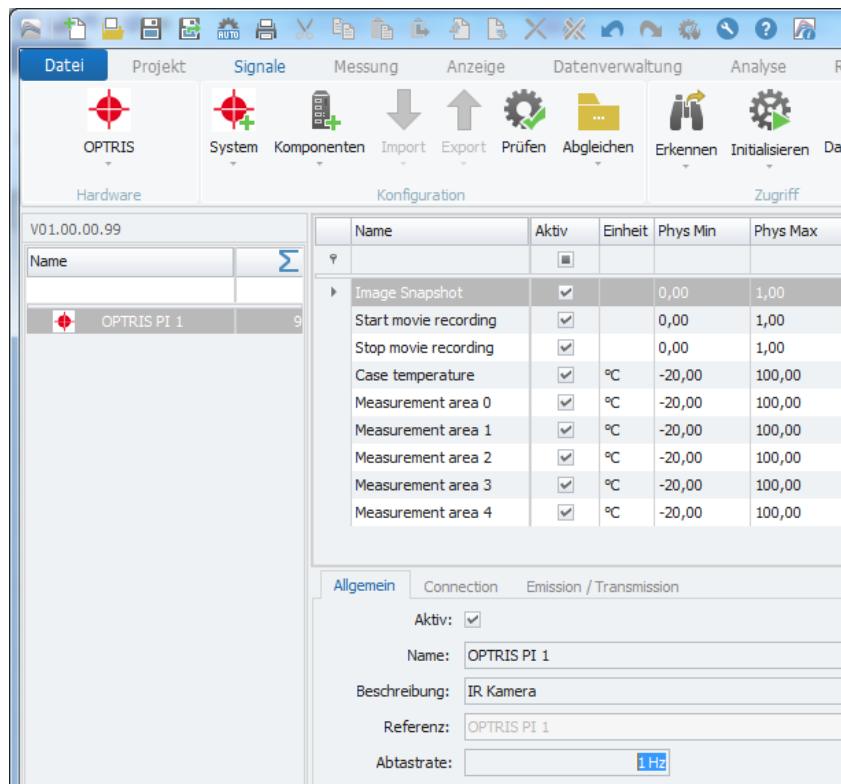 AUTO
Datei Projekt Signale Messung Anzeige Datenverwaltung Analyse R
OPTRIS System Komponenten Import Export Prüfen Abgleichen Erkennen Initialisieren Da
Hardware Konfiguration Zugriff
V01.00.00.99
Name Σ
OPTRIS PI 1 9
Name Aktiv Einheit Phys Min Phys Max
Image Snapshot 0,00 1,00
Start movie recording 0,00 1,00
Stop movie recording 0,00 1,00
Case temperature °C -20,00 100,00
Measurement area 0 °C -20,00 100,00
Measurement area 1 °C -20,00 100,00
Measurement area 2 °C -20,00 100,00
Measurement area 3 °C -20,00 100,00
Measurement area 4 °C -20,00 100,00
Allgemein Connection Emission / Transmission
Aktiv:
Name: OPTRIS PI 1
Beschreibung: IR Kamera
Referenz: OPTRIS PI 1
Abtastrate: 1 Hz